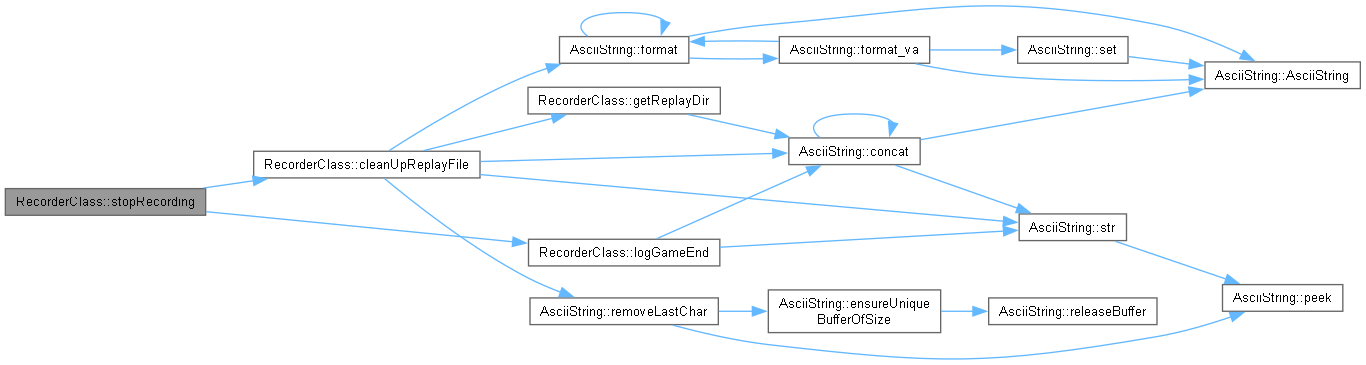 AsciiString::format
AsciiString::format_va
AsciiString::set
AsciiString::AsciiString
RecorderClass::getReplayDir
AsciiString::concat
RecorderClass::cleanUpReplayFile
RecorderClass::stopRecording
AsciiString::str
RecorderClass::logGameEnd
AsciiString::peek
AsciiString::removeLastChar
AsciiString::ensureUnique
BufferOfSize
AsciiString::releaseBuffer